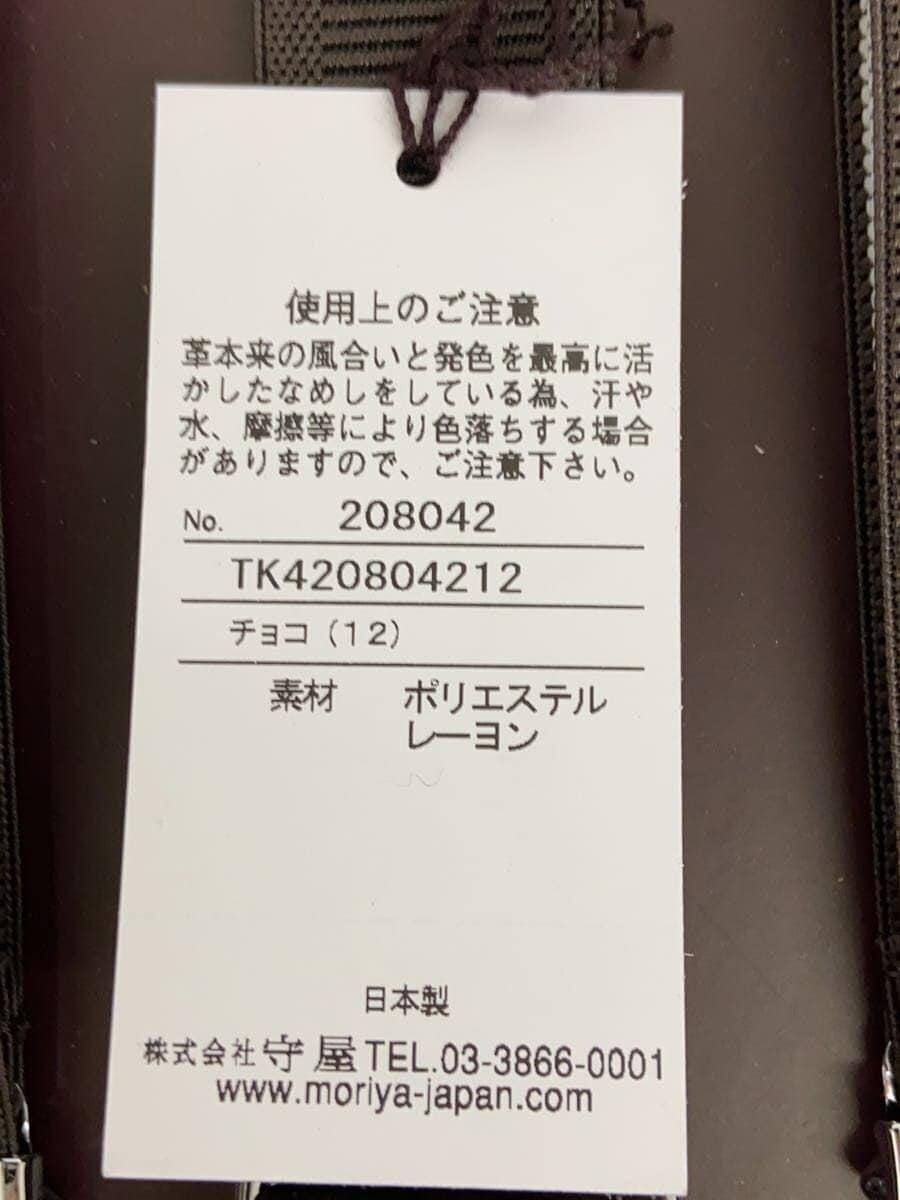 使用上のご注意
革本来の風合いと発色を最高に活
かしたなめしをしている為、汗や
水、摩擦等により色落ちする場合
がありますので、ご注意下さい。
No. 208042
TK420804212
チョコ（12）
素材 ポリエステル
レーヨン
日本製
株式会社守屋TEL.03-3866-0001
www.moriya-japan.com